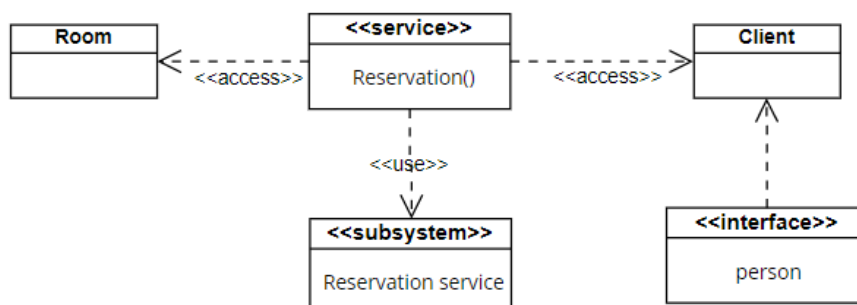 Room
<<service>>
Client
<<access>>
Reservation()
<<access>>
<<use>>
<<subsystem>>
Reservation service
<<interface>>
person